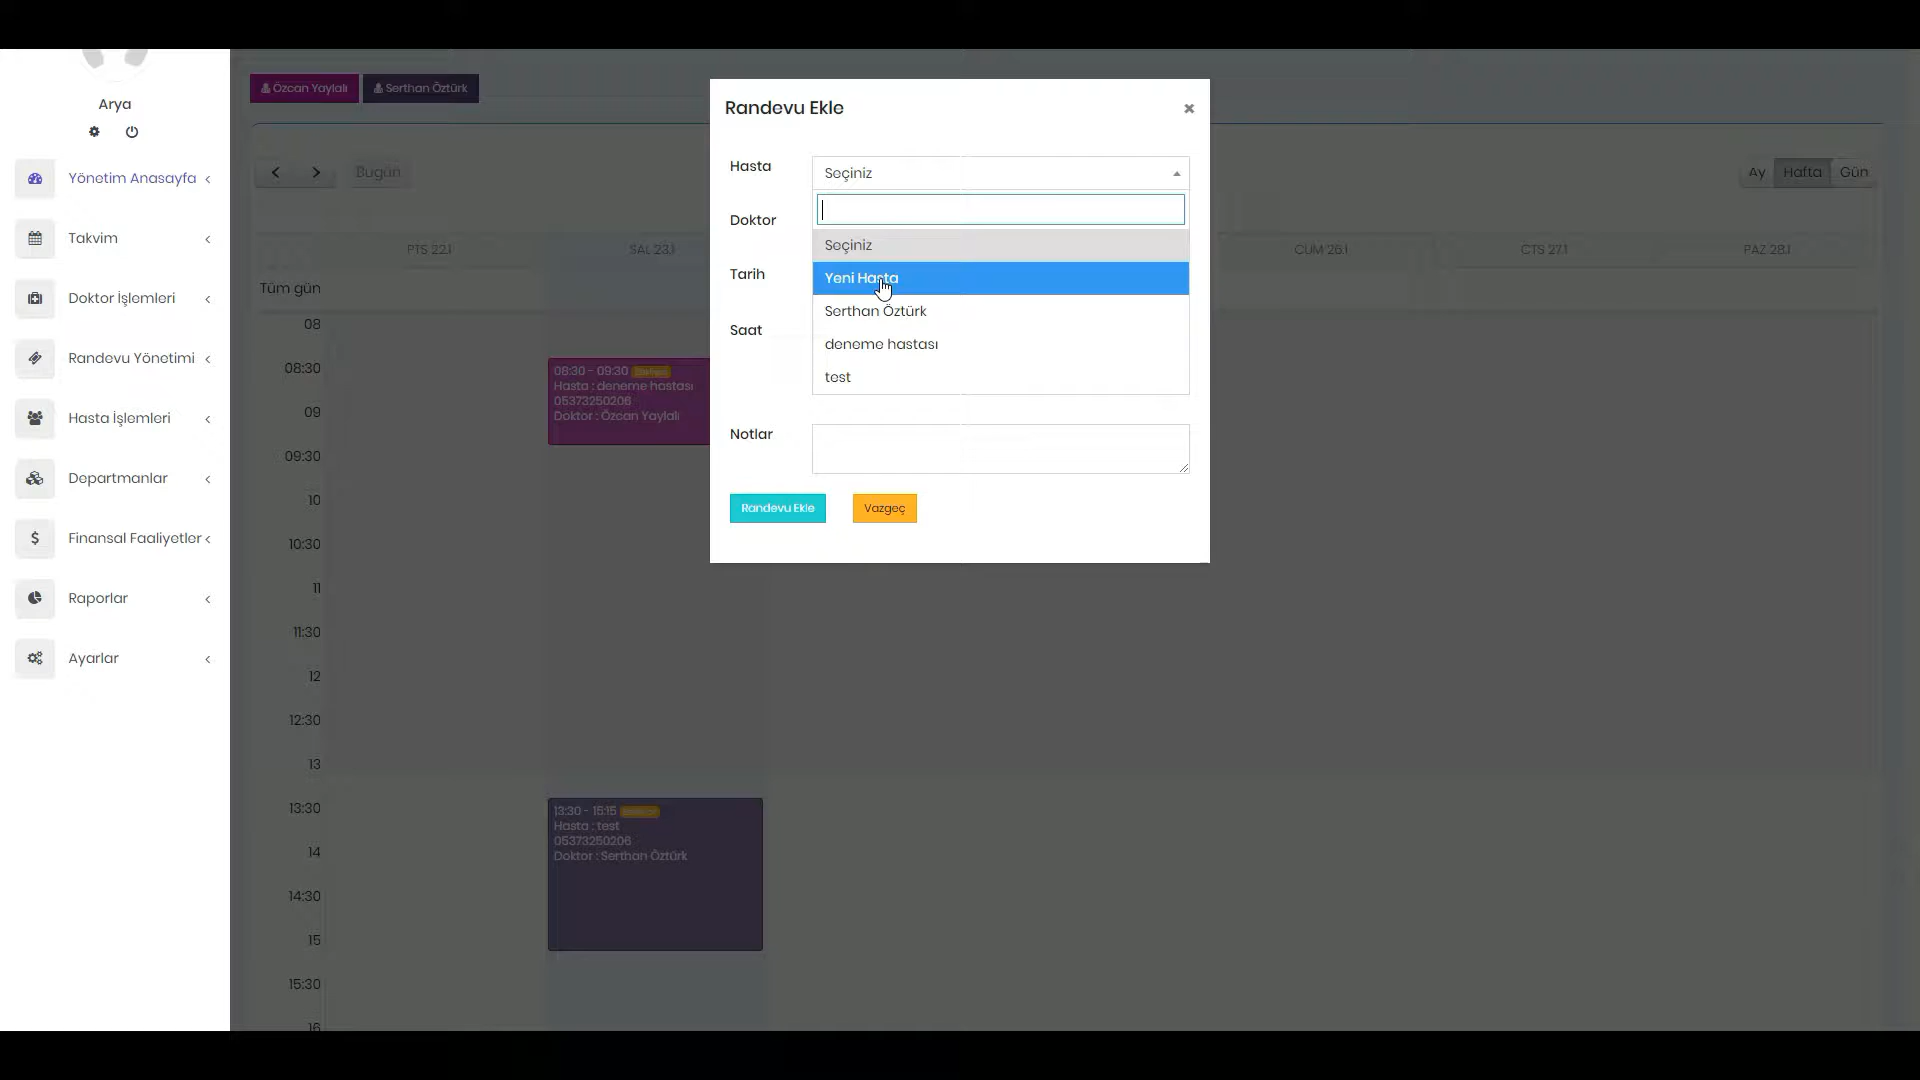 Arya
Yönetim Anasayfa
Takvim
Doktor İşlemleri
Randevu Yönetimi
Hasta İşlemleri
Departmanlar
Finansal Faaliyetler
Raporlar
Ayarlar
Özcan Yaylalı
Serthan Öztürk
Bugün
Ay
Hafta
Gün
PTS 22.1
SAL 23.1
CUM 26.1
CTS 27.1
PAZ 28.1
Tüm gün
08
08:30
09
09:30
10
10:30
11
11:30
12
12:30
13
13:30
14
14:30
15
15:30
16
08:30 - 09:30
Hasta : deneme hastası
05373250206
Doktor : Özcan Yaylalı
13:30 - 15:15
Hasta : test
05373250206
Doktor : Serthan Öztürk
Randevu Ekle
Hasta
Seçiniz
Doktor
Seçiniz
Tarih
Yeni Hasta
Serthan Öztürk
Saat
deneme hastası
test
Notlar
Randevu Ekle
Vazgeç